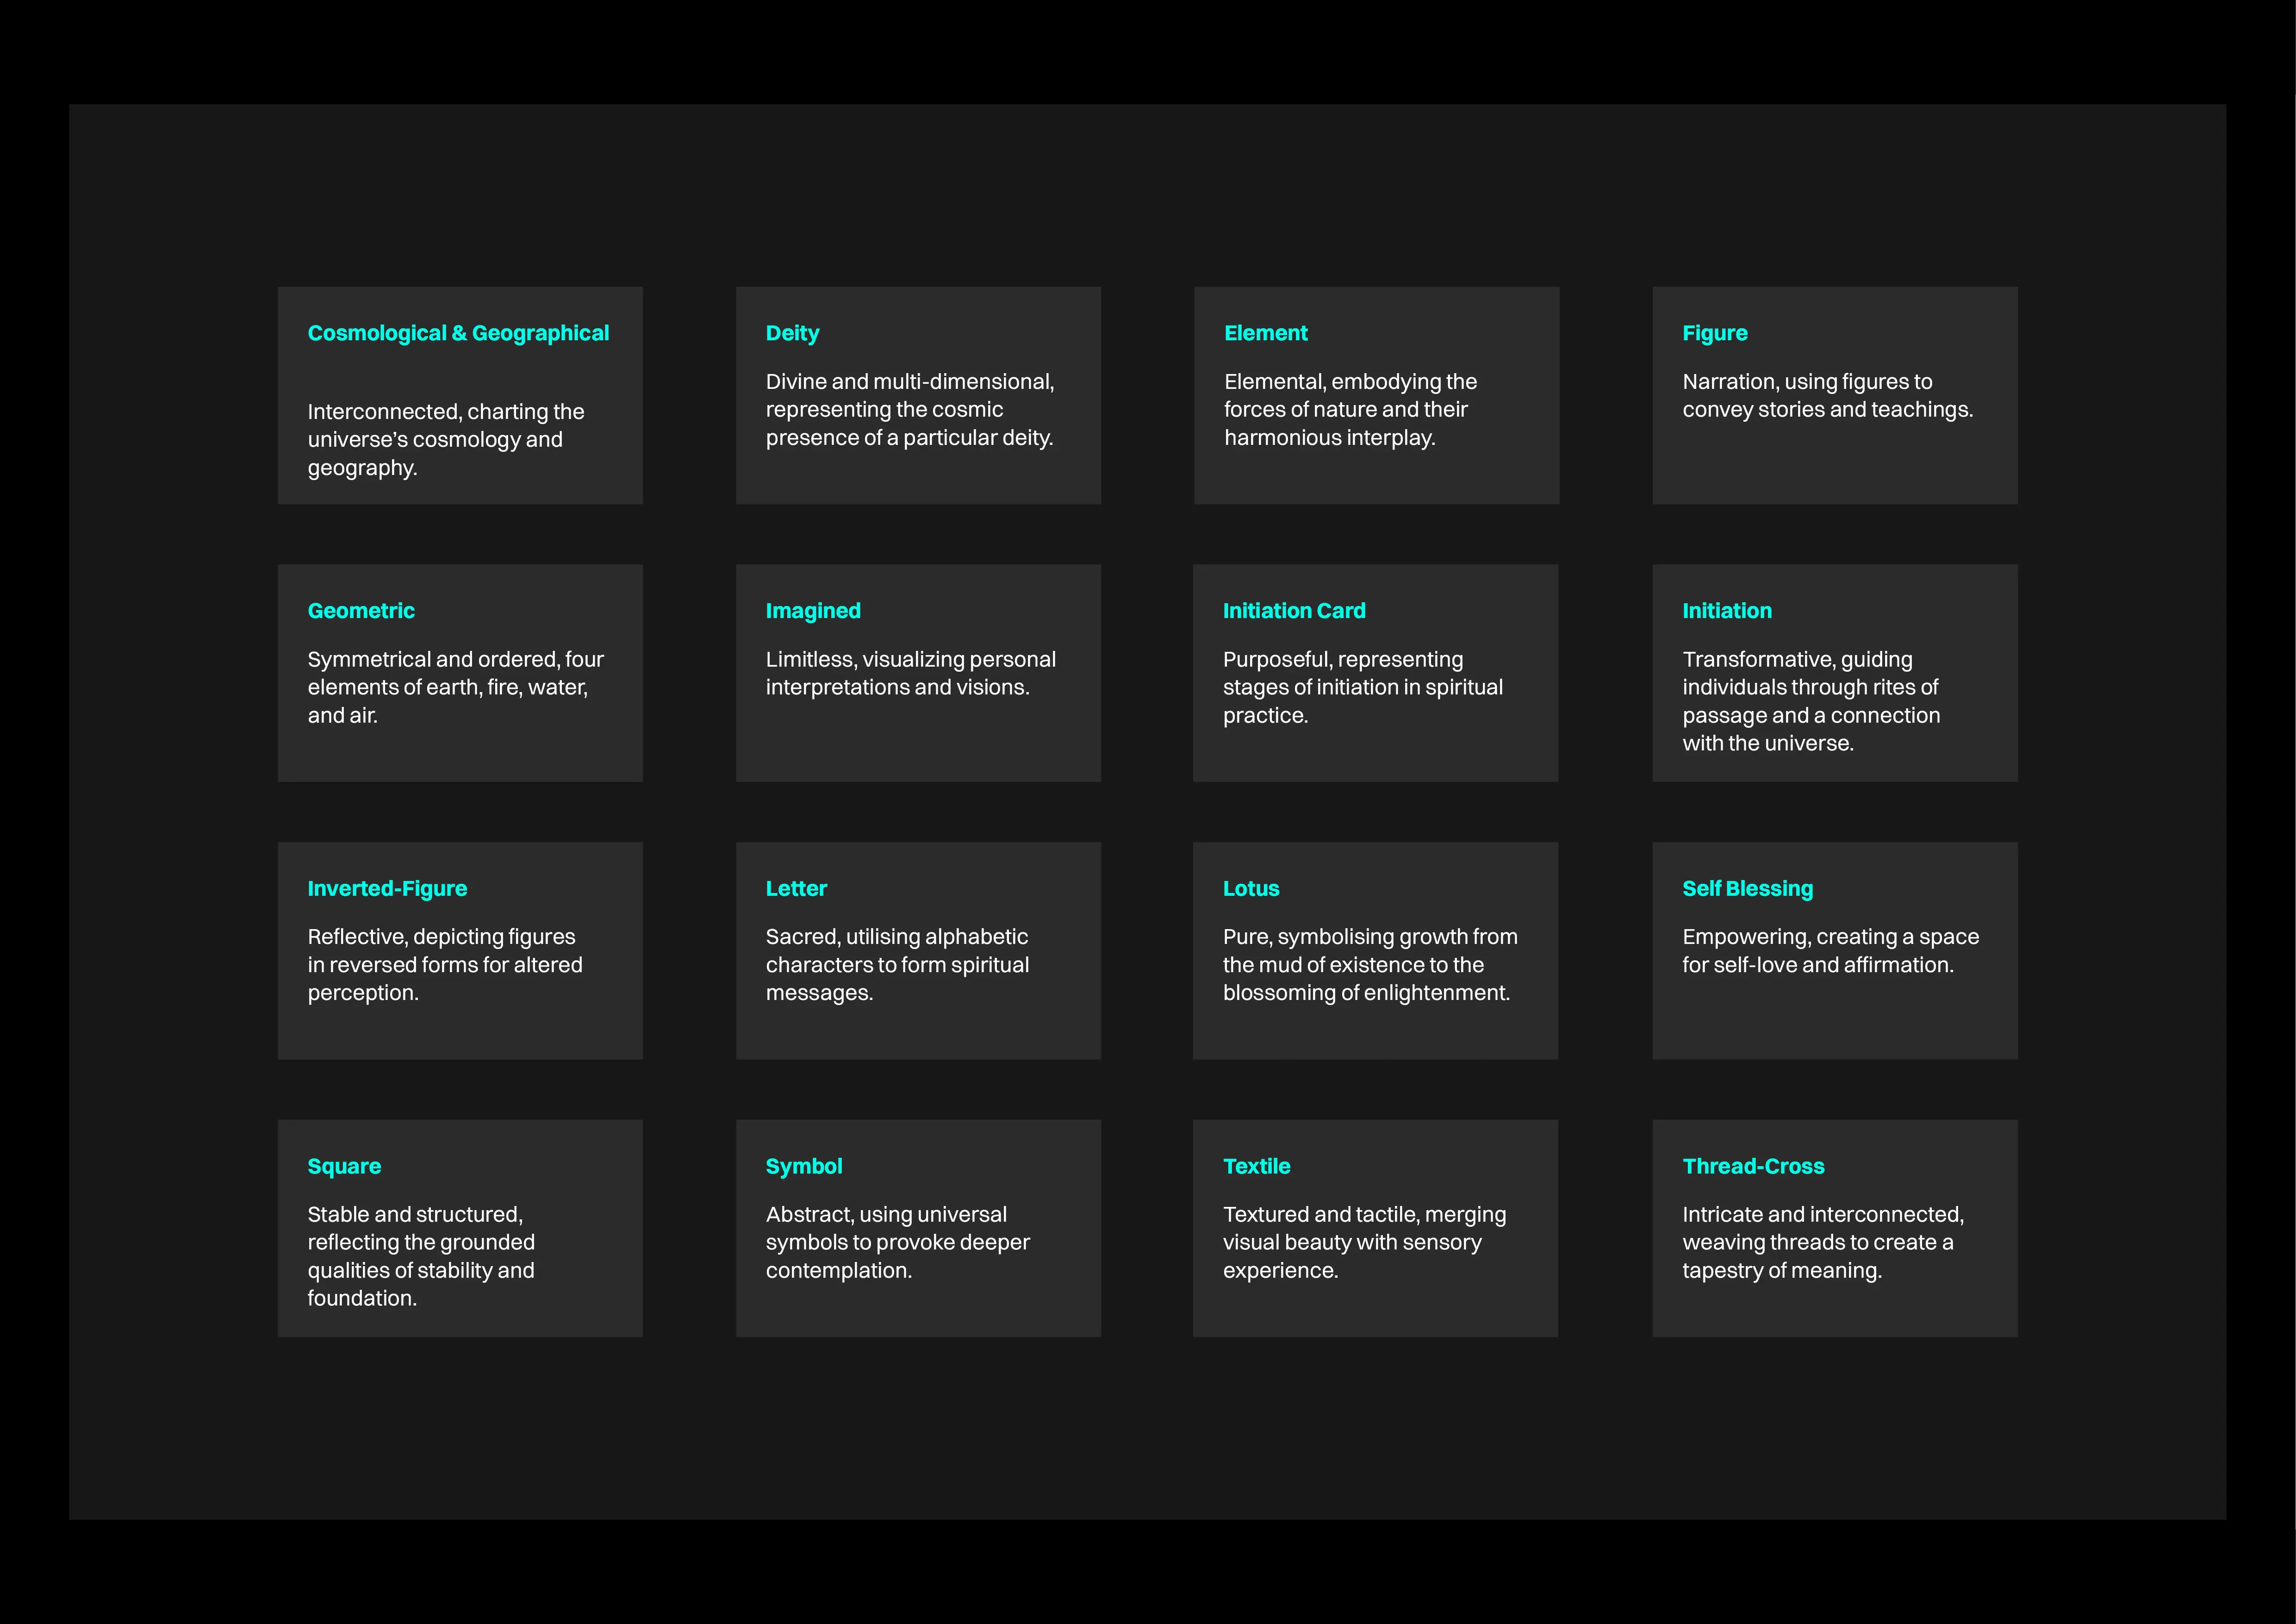 Cosmological & Geographical
Interconnected, charting the
universe’s cosmology and
geography.
Deity
Divine and multi-dimensional,
representing the cosmic
presence of a particular deity.
Element
Elemental, embodying the
forces of nature and their
harmonious interplay.
Figure
Narration, using figures to
convey stories and teachings.
Geometric
Symmetrical and ordered, four
elements of earth, fire, water,
and air.
Imagined
Limitless, visualizing personal
interpretations and visions.
Initiation Card
Purposeful, representing
stages of initiation in spiritual
practice.
Initiation
Transformative, guiding
individuals through rites of
passage and a connection
with the universe.
Inverted-Figure
Reflective, depicting figures
in reversed forms for altered
perception.
Letter
Sacred, utilising alphabetic
characters to form spiritual
messages.
Lotus
Pure, symbolising growth from
the mud of existence to the
blossoming of enlightenment.
Self Blessing
Empowering, creating a space
for self-love and affirmation.
Square
Stable and structured,
reflecting the grounded
qualities of stability and
foundation.
Symbol
Abstract, using universal
symbols to provoke deeper
contemplation.
Textile
Textured and tactile, merging
visual beauty with sensory
experience.
Thread-Cross
Intricate and interconnected,
weaving threads to create a
tapestry of meaning.